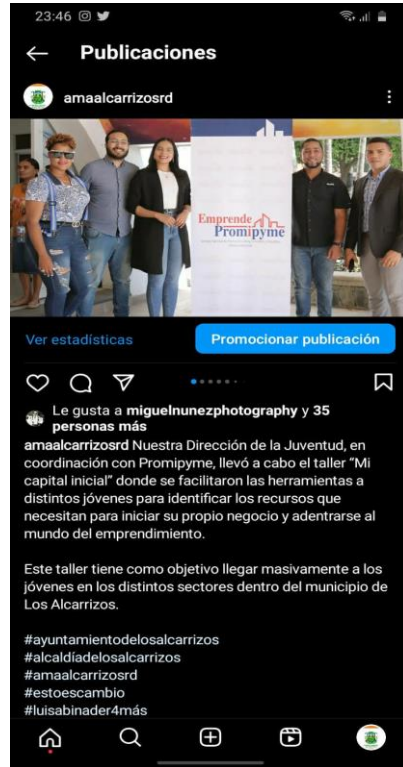 23:46
Publicaciones
amaalcarrizosrd
Emprende
Promipyme
Ver estadísticas
Promocionar publicación
Le gusta a miguelnunezphotography y 35
personas más
amaalcarrizosrd Nuestra Dirección de la Juventud, en
coordinación con Promipyme, llevó a cabo el taller “Mi
capital inicial” donde se facilitaron las herramientas a
distintos jóvenes para identificar los recursos que
necesitan para iniciar su propio negocio y adentrarse al
mundo del emprendimiento.
Este taller tiene como objetivo llegar masivamente a los
jóvenes en los distintos sectores dentro del municipio de
Los Alcarrizos.
#ayuntamientodelosalcarrizos
#alcaldíadelosalcarrizos
#amaalcarrizosrd
#estoescambio
#luisabinader4más